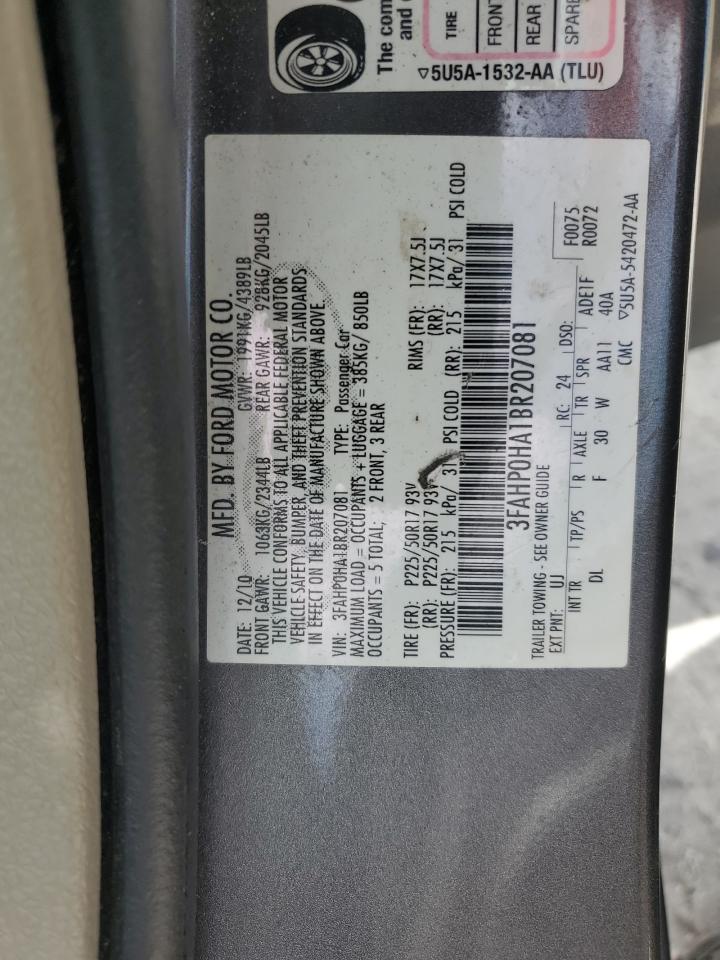 The com
and
TIRE
FRONT
REAR
SPARE
▽5U5A-1532-AA (TLU)
MFD. BY FORD MOTOR CO.
DATE: 12/10 GVWR: 1991KG/4389LB
FRONT GAWR: 1063KG/2344LB REAR GAWR: 928KG/2045LB
THIS VEHICLE CONFORMS TO ALL APPLICABLE FEDERAL MOTOR
VEHICLE SAFETY, BUMPER, AND THEFT PREVENTION STANDARDS
IN EFFECT ON THE DATE OF MANUFACTURE SHOWN ABOVE.
VIN: 3FAHP0HA1BR207081 TYPE: Passenger Car
MAXIMUM LOAD = OCCUPANTS + LUGGAGE = 385KG/ 850LB
OCCUPANTS = 5 TOTAL; 2 FRONT, 3 REAR
TIRE (FR): P225/50R17 93V RIMS (FR): 17X7.5J
(RR): P225/50R17 93V (RR): 17X7.5J
PRESSURE (FR): 215 kPa/ 31 PSI COLD (RR): 215 kPa/ 31 PSI COLD
3FAHP0HA1BR207081
TRAILER TOWING - SEE OWNER GUIDE
F0075
EXT PNT: UJ RC: 24 DSO: R0072
INT TR TP/PS R AXLE TR SPR ADE1F
DL F 30 W AA11 40A
CMC ▽5U5A-5420472-AA